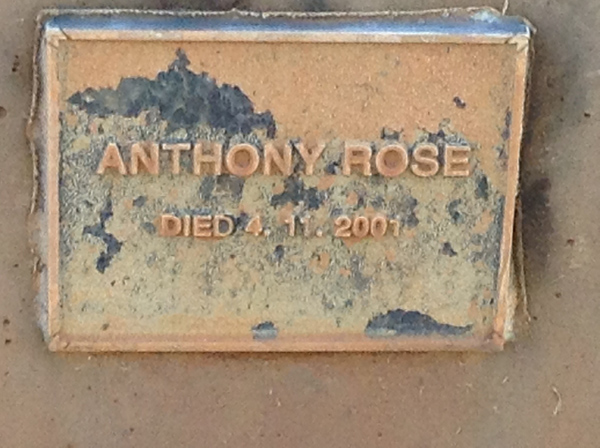 ANTHONY ROSE
DIED 4. 11. 2001